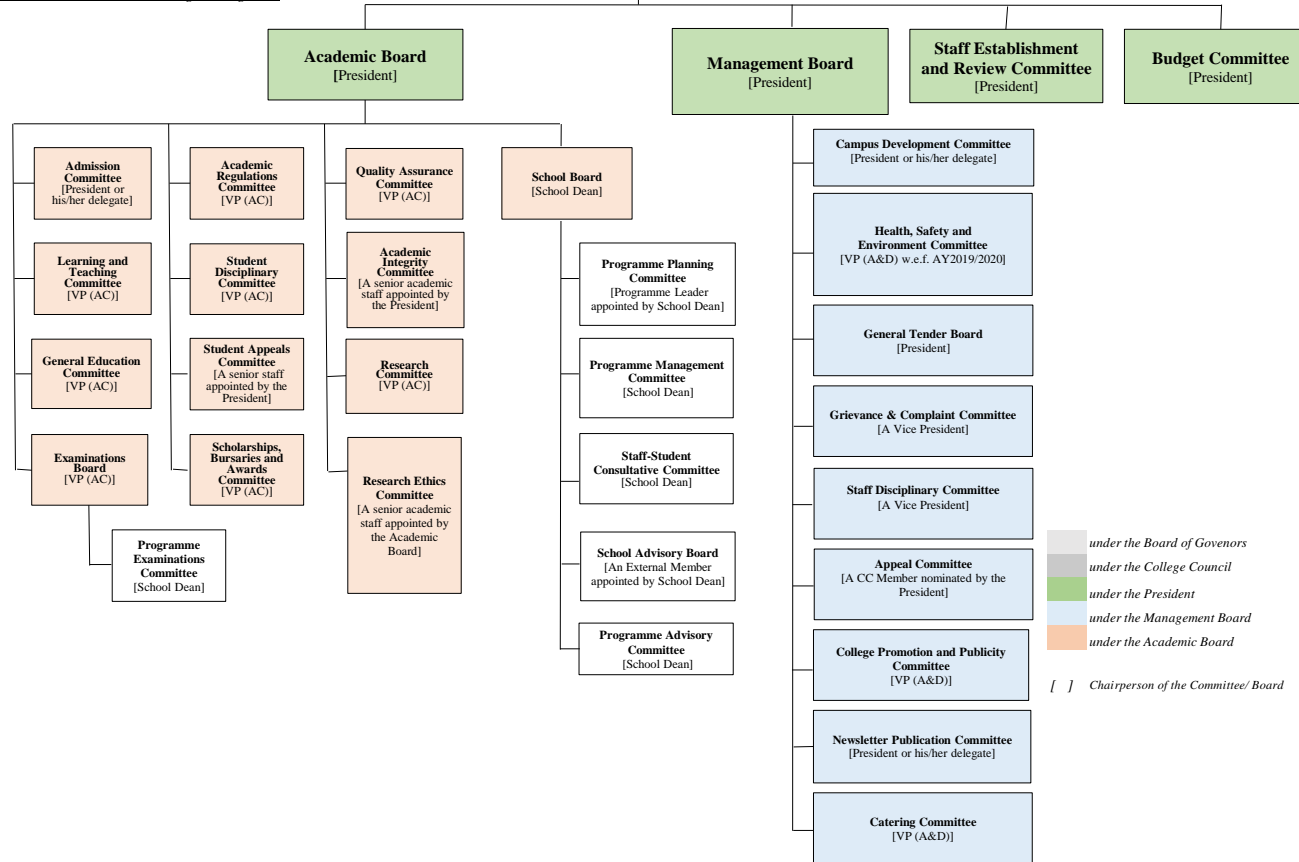 Academic Board
[President]
Management Board
[President]
Staff Establishment
and Review Committee
[President]
Budget Committee
[President]
Admission
Committee
[President or
his/her delegate]
Learning and
Teaching
Committee
[VP (AC)]
General Education
Committee
[VP (AC)]
Examinations
Board
[VP (AC)]
Programme
Examinations
Committee
[School Dean]
Academic
Regulations
Committee
[VP (AC)]
Student
Disciplinary
Committee
[VP (AC)]
Student Appeals
Committee
[A senior staff
appointed by the
President]
Scholarships,
Bursaries and
Awards
Committee
[VP (AC)]
Quality Assurance
Committee
[VP (AC)]
Academic
Integrity
Committee
[A senior academic
staff appointed by
the President]
Research
Committee
[VP (AC)]
Research Ethics
Committee
[A senior academic
staff appointed by
the Academic
Board]
School Board
[School Dean]
Programme Planning
Committee
[Programme Leader
appointed by School Dean]
Programme Management
Committee
[School Dean]
Staff-Student
Consultative Committee
[School Dean]
School Advisory Board
[An External Member
appointed by School Dean]
Programme Advisory
Committee
[School Dean]
Campus Development Committee
[President or his/her delegate]
Health, Safety and
Environment Committee
[VP (A&D) w.e.f. AY2019/2020]
General Tender Board
[President]
Grievance & Complaint Committee
[A Vice President]
Staff Disciplinary Committee
[A Vice President]
Appeal Committee
[A CC Member nominated by the
President]
College Promotion and Publicity
Committee
[VP (A&D)]
Newsletter Publication Committee
[President or his/her delegate]
Catering Committee
[VP (A&D)]
under the Board of Govenors
under the College Council
under the President
under the Management Board
under the Academic Board
[ ] Chairperson of the Committee/ Board